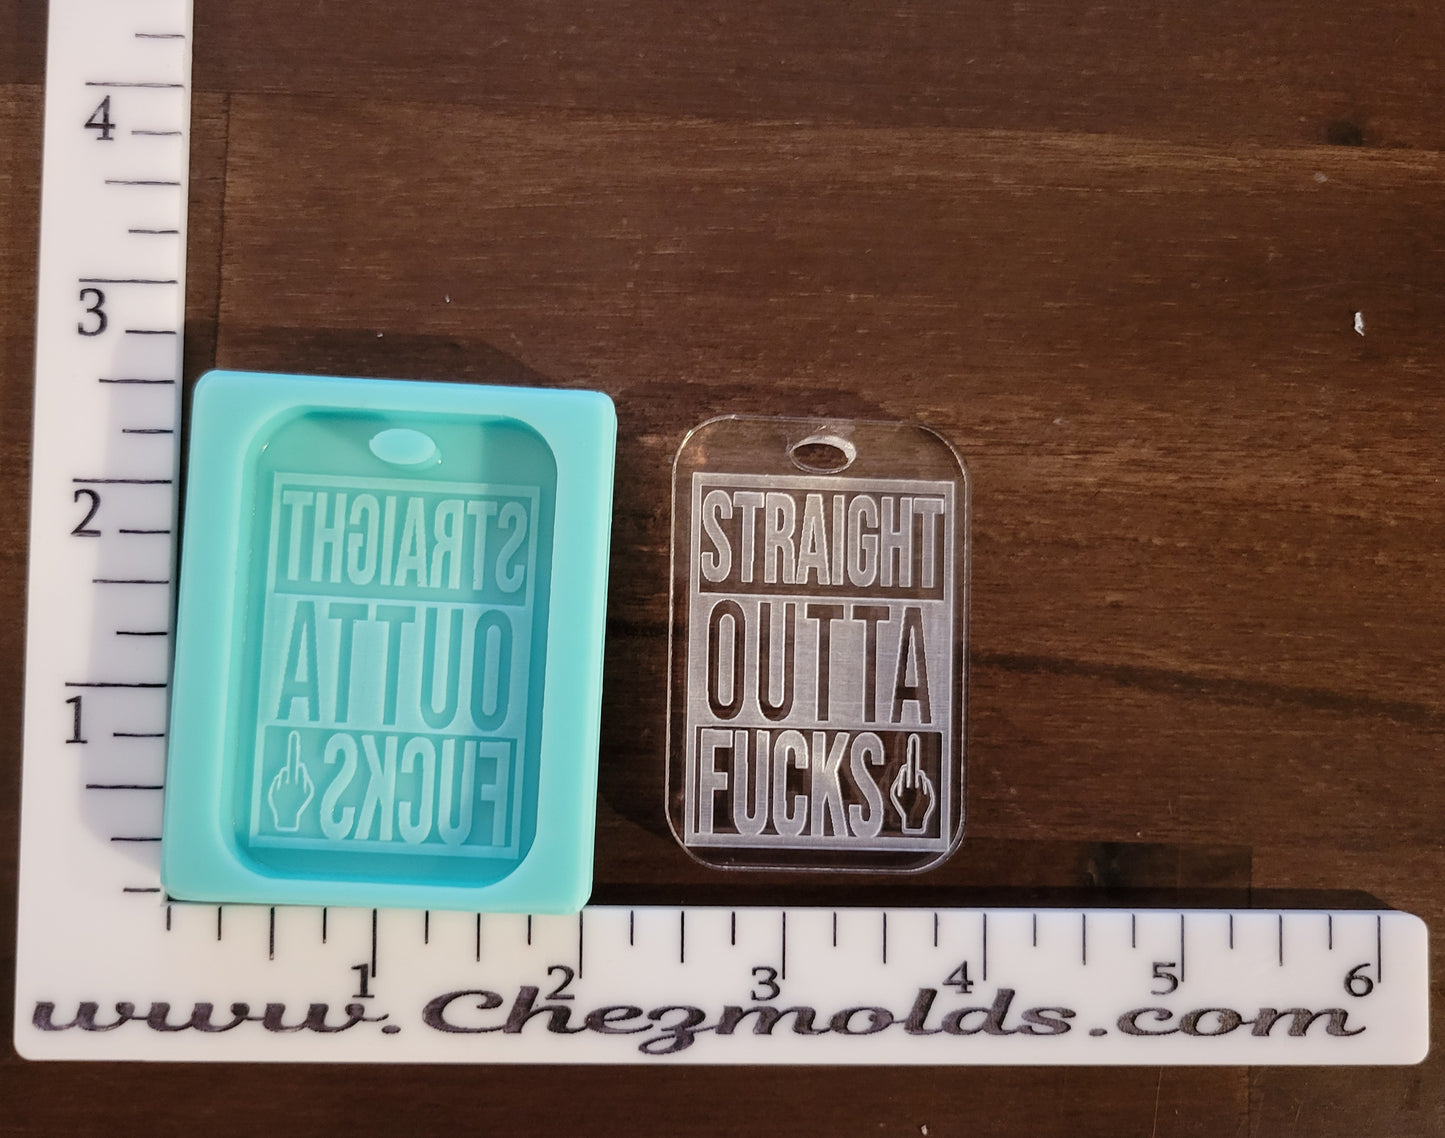 4
3
2
1
STRAIGHT
OUTTA
FUCKS
STRAIGHT
OUTTA
FUCKS
1 2 3 4 5 6
www.Chezmolds.com